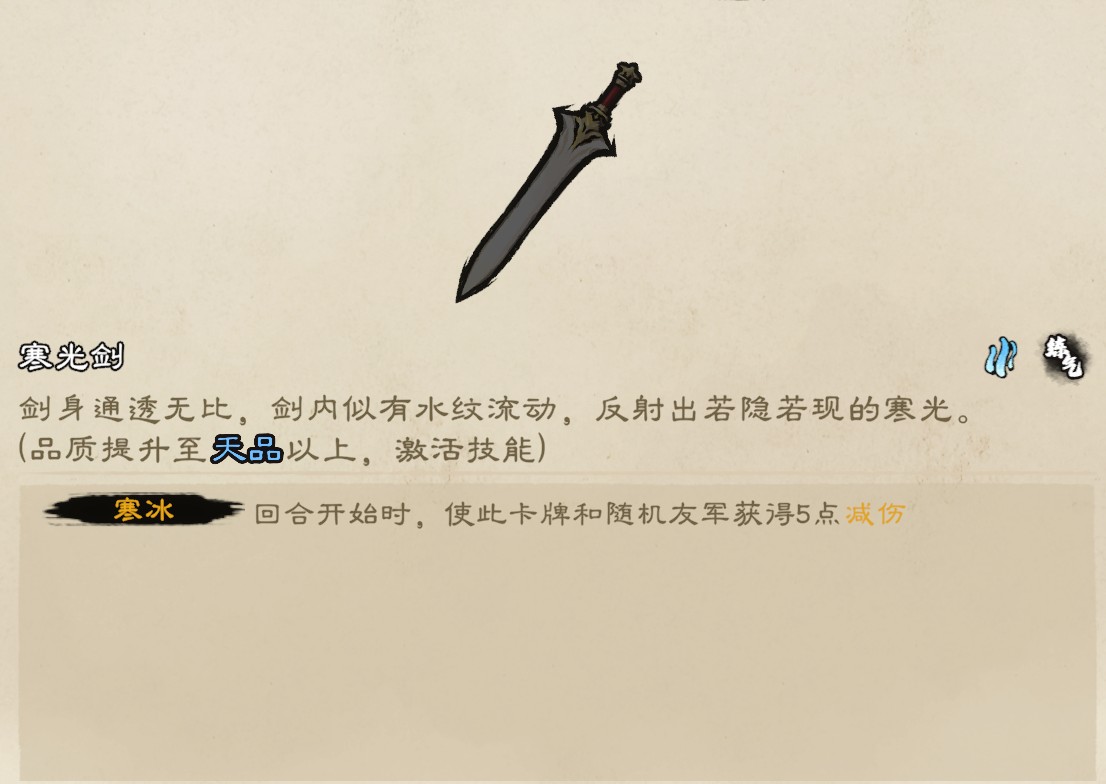 寒光剑
练气
剑身通透无比，剑内似有水纹流动，反射出若隐若现的寒光。
(品质提升至天品以上，激活技能)
寒冰 回合开始时，使此卡牌和随机友军获得5点减伤